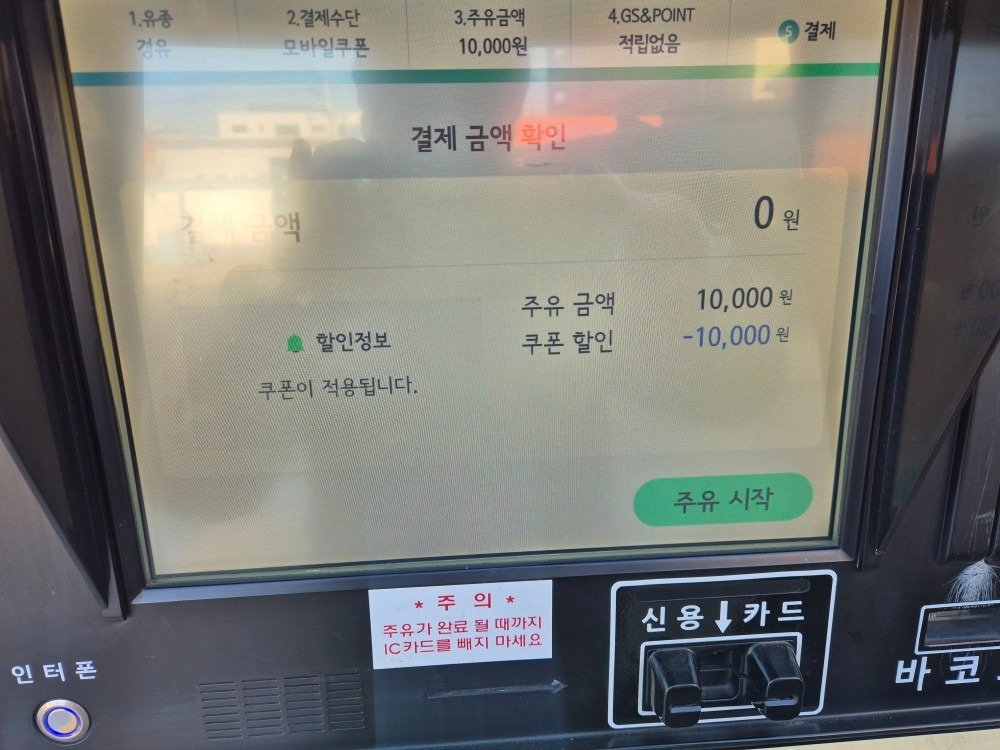 1.유종 2.결제수단 3.주유금액 4.GS&POINT 5 결제
경유 모바일쿠폰 10,000원 적립없음
결제 금액 확인
결제 금액 0 원
주유 금액 10,000 원
쿠폰 할인 -10,000 원
할인정보
쿠폰이 적용됩니다.
주유 시작
* 주 의 *
주유가 완료 될 때까지
IC카드를 빼지 마세요
신용 카드
인터폰
바코